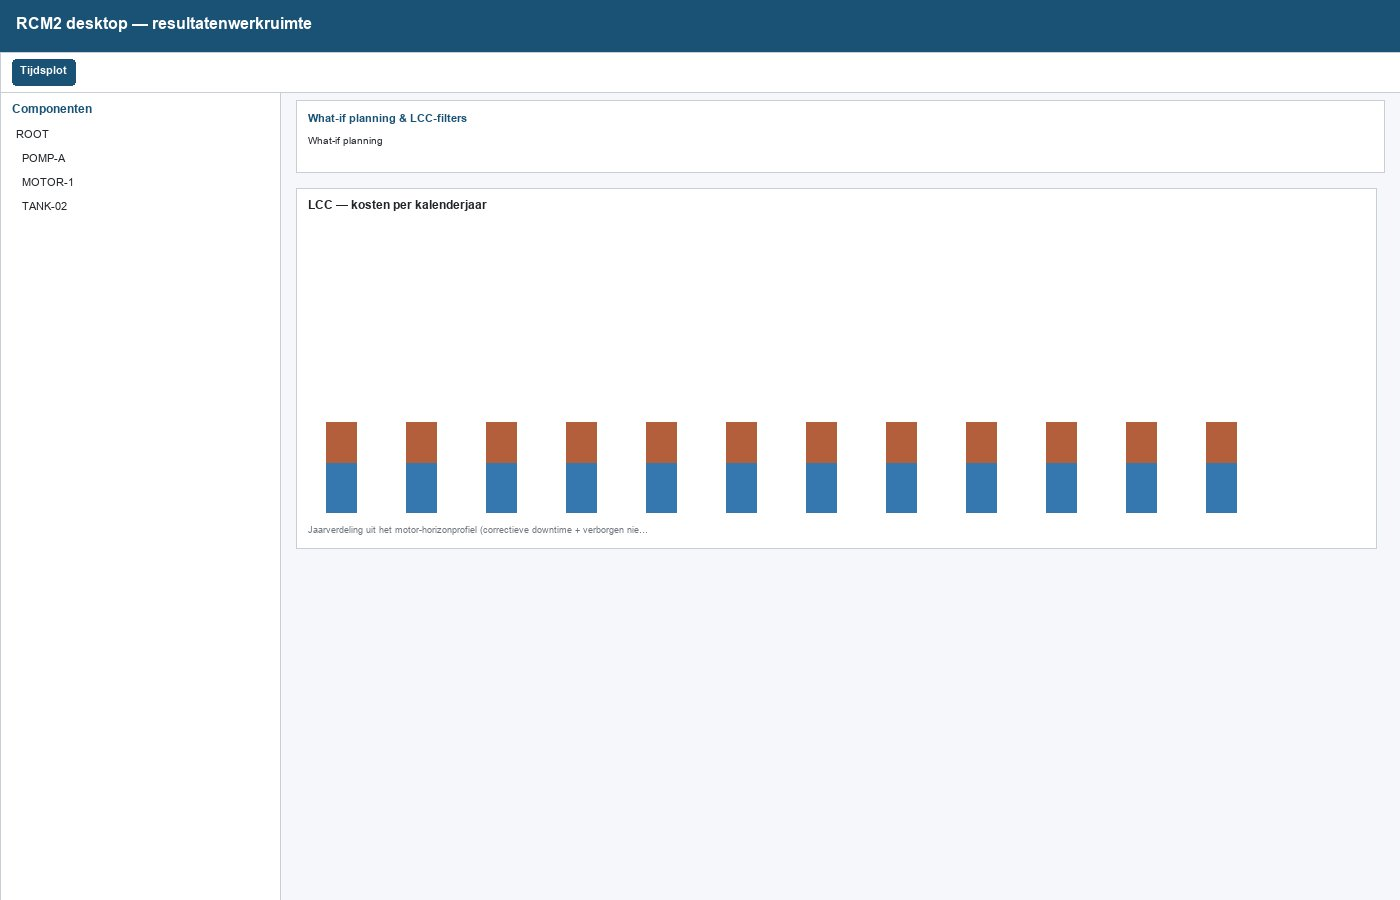 RCM2 desktop — resultatenwerkruimte
Tijdsplot
Componenten
ROOT
POMP-A
MOTOR-1
TANK-02
What-if planning & LCC-filters
What-if planning
LCC — kosten per kalenderjaar
Jaarverdeling uit het motor-horizonprofiel (correctieve downtime + verborgen nie…